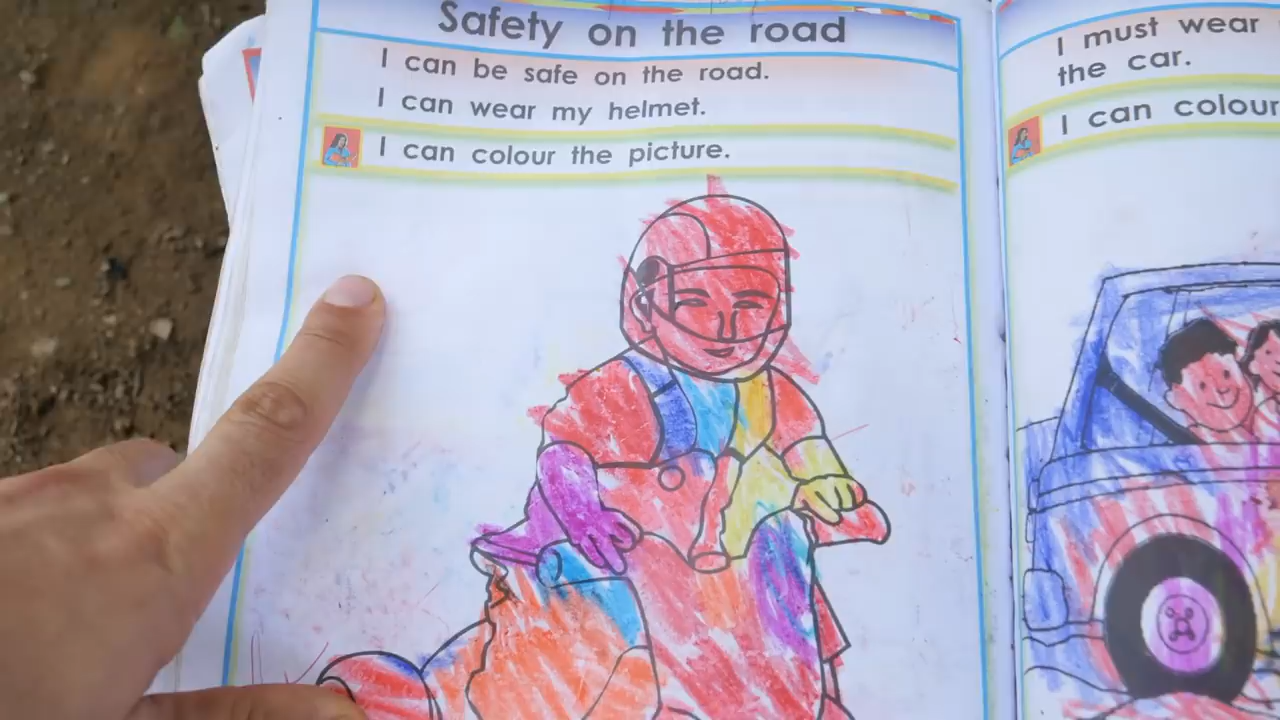 Safety on the road
I can be safe on the road.
I can wear my helmet.
I can colour the picture.
I must wear
the car.
I can colour